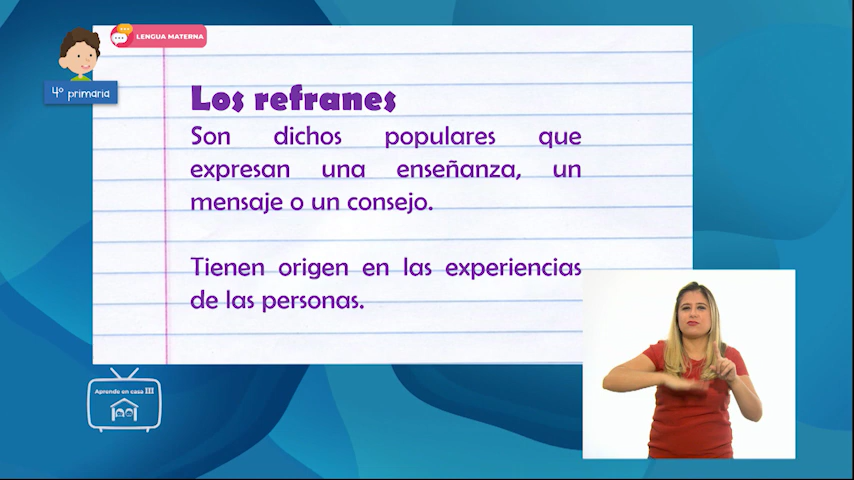 LENGUA MATERNA
4º primaria
Los refranes
Son dichos populares que
expresan una enseñanza, un
mensaje o un consejo.
Tienen origen en las experiencias
de las personas.
Aprende en casa III